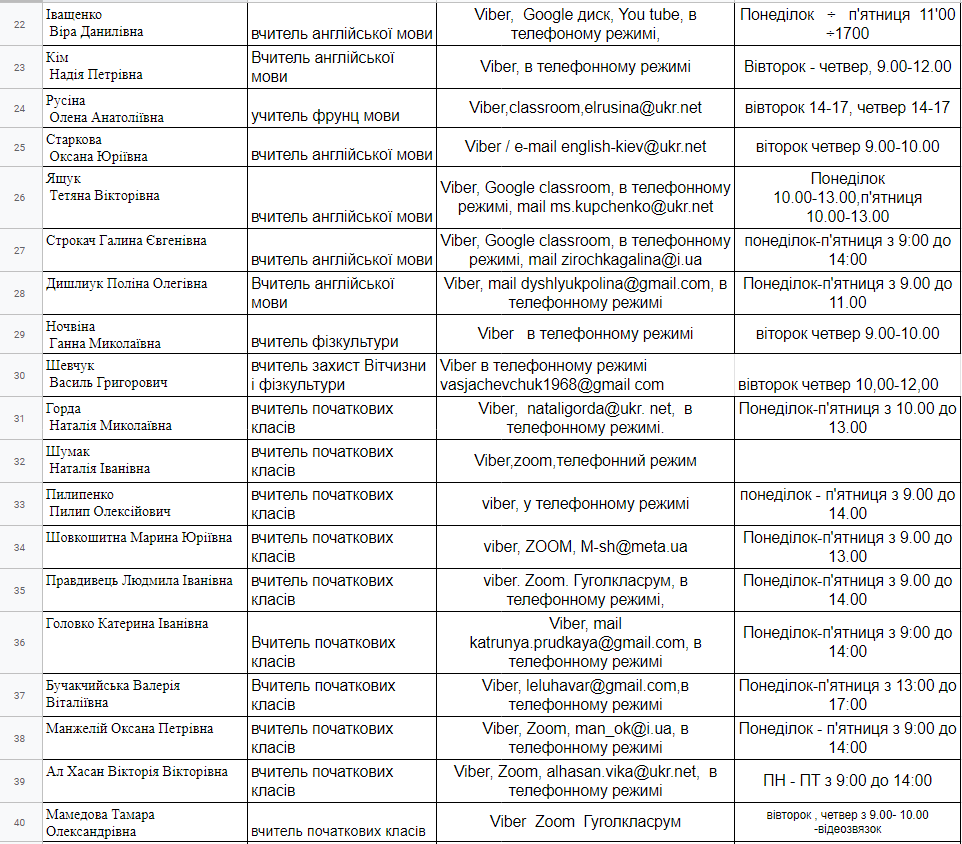 22
Іващенко
Віра Данилівна
вчитель англійської мови
Viber, Google диск, You tube, в
телефоному режимі,
Понеділок ÷ п'ятниця 11'00
÷1700
23
Кім
Надія Петрівна
Вчитель англійської
мови
Viber, в телефонному режимі
Вівторок - четвер, 9.00-12.00
24
Русіна
Олена Анатоліївна
учитель фрунц мови
Viber,classroom,elrusina@ukr.net
вівторок 14-17, четвер 14-17
25
Старкова
Оксана Юріївна
вчитель англійської мови
Viber / e-mail english-kiev@ukr.net
віторок четвер 9.00-10.00
26
Ящук
Тетяна Вікторівна
вчитель англійської мови
Viber, Google classroom, в телефонному
режимі, mail ms.kupchenko@ukr.net
Понеділок
10.00-13.00,п'ятниця
10.00-13.00
27
Строкач Галина Євгенівна
вчитель англійської мови
Viber, Google classroom, в телефонному
режимі, mail zirochkagalina@i.ua
понеділок-п'ятниця з 9:00 до
14:00
28
Дишлиук Поліна Олегівна
Вчитель англійської
мови
Viber, mail dyshlyukpolina@gmail.com, в
телефонному режимі
Понеділок-п'ятниця з 9.00 до
11.00
29
Ночвіна
Ганна Миколаївна
вчитель фізкультури
Viber в телефонному режимі
віторок четвер 9.00-10.00
30
Шевчук
Василь Григорович
вчитель захист Вітчизни
і фізкультури
Viber в телефонному режимі
vasjachevchuk1968@gmail com
вівторок четвер 10,00-12,00
31
Горда
Наталія Миколаївна
вчитель початкових
класів
Viber, nataligorda@ukr. net, в
телефонному режимі.
Понеділок-п'ятниця з 10.00 до
13.00
32
Шумак
Наталія Іванівна
вчитель початкових
класів
Viber,zoom,телефонний режим
33
Пилипенко
Пилип Олексійович
вчитель початкових
класів
viber, у телефонному режимі
понеділок - п'ятниця з 9.00 до
14.00
34
Шовкошитна Марина Юріївна
вчитель початкових
класів
viber, ZOOM, M-sh@meta.ua
Понеділок-п'ятниця з 9.00 до
13.00
35
Правдивець Людмила Іванівна
вчитель початкових
класів
viber. Zoom. Гуголкласрум, в
телефонному режимі,
Понеділок-п'ятниця з 9.00 до
14.00
36
Головко Катерина Іванівна
Вчитель початкових
класів
Viber, mail
katrunya.prudkaya@gmail.com, в
телефонному режимі
Понеділок-п'ятниця з 9:00 до
14:00
37
Бучакчийська Валерія
Віталіївна
Вчитель початкових
класів
Viber, leluhavar@gmail.com,в
телефонному режимі
Понеділок-п'ятниця з 13:00 до
17:00
38
Манжелій Оксана Петрівна
вчитель початкових
класів
Viber, Zoom, man_ok@i.ua, в
телефонному режимі
Понеділок - п'ятниця з 9:00 до
14:00
39
Ал Хасан Вікторія Вікторівна
вчитель початкових
класів
Viber, Zoom, alhasan.vika@ukr.net, в
телефонному режимі
ПН - ПТ з 9:00 до 14:00
40
Мамедова Тамара
Олександрівна
вчитель початкових класів
Viber Zoom Гуголкласрум
вівторок , четвер з 9.00- 10.00
-відеозвязок